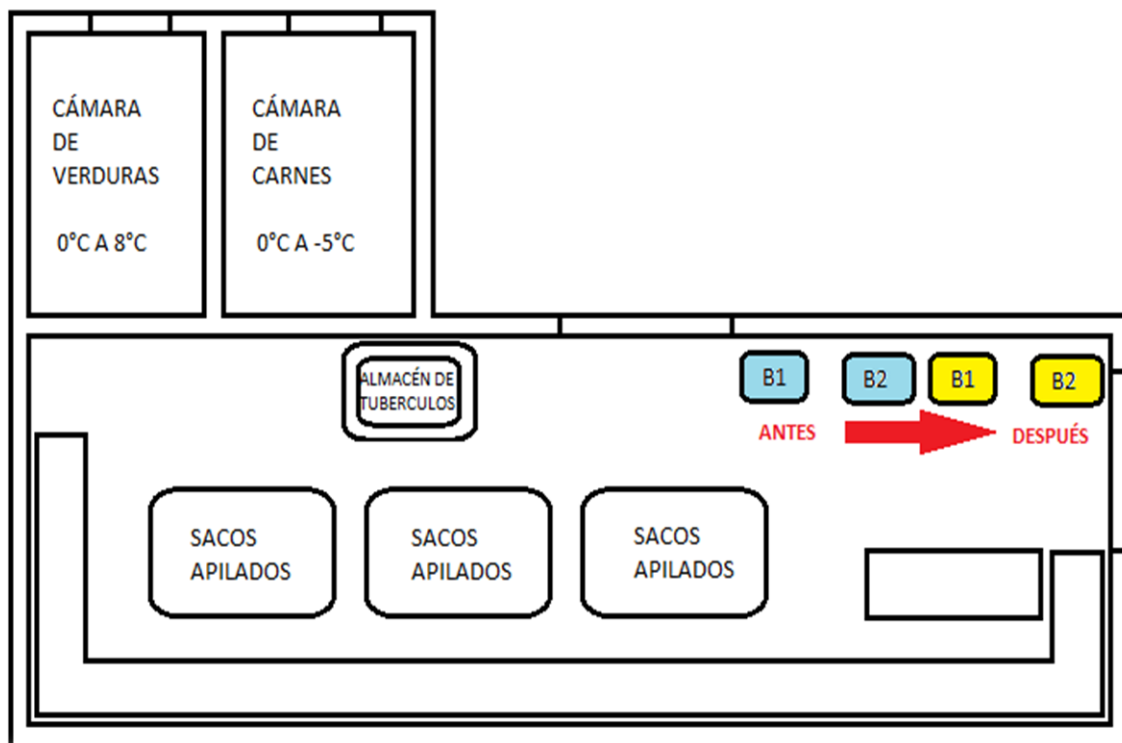 CÁMARA
DE
VERDURAS
0°C A 8°C
CÁMARA
DE
CARNES
0°C A -5°C
ALMACÉN DE
TUBERCULOS
B1
B2
B1
B2
ANTES
DESPUÉS
SACOS
APILADOS
SACOS
APILADOS
SACOS
APILADOS